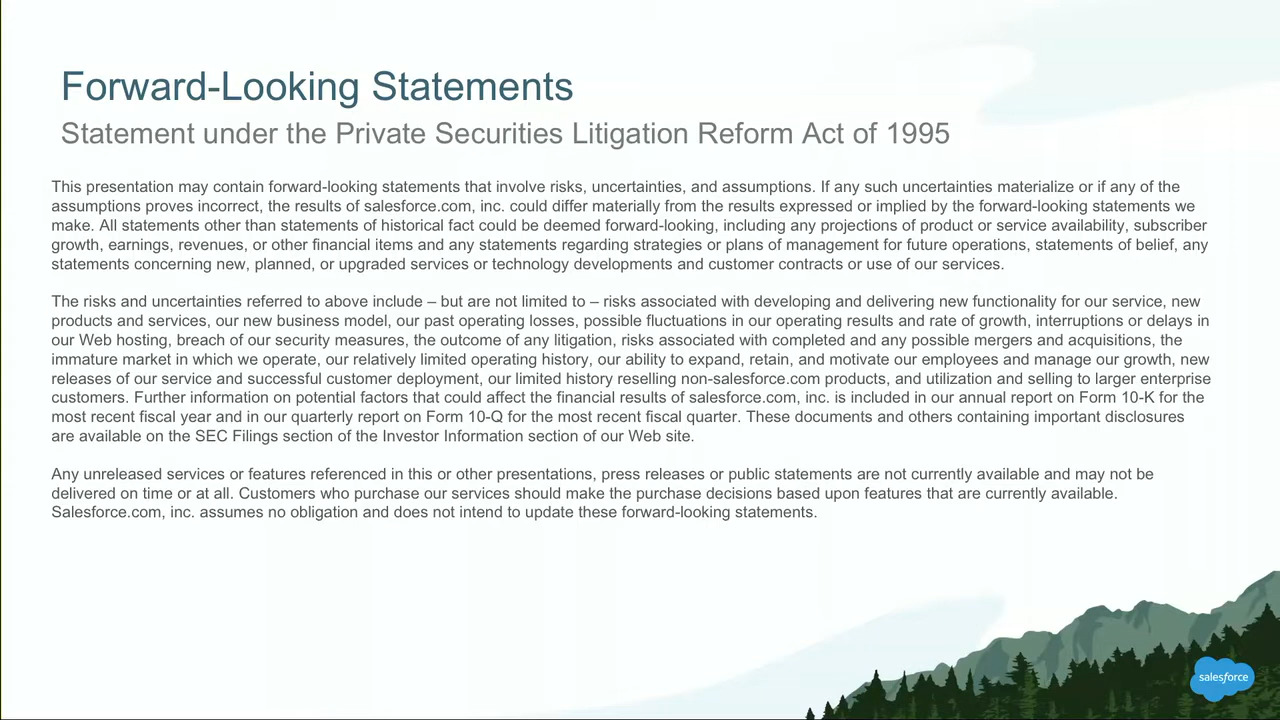 Forward-Looking Statements
Statement under the Private Securities Litigation Reform Act of 1995
This presentation may contain forward-looking statements that involve risks, uncertainties, and assumptions. If any such uncertainties materialize or if any of the
assumptions proves incorrect, the results of salesforce.com, inc. could differ materially from the results expressed or implied by the forward-looking statements we
make. All statements other than statements of historical fact could be deemed forward-looking, including any projections of product or service availability, subscriber
growth, earnings, revenues, or other financial items and any statements regarding strategies or plans of management for future operations, statements of belief, any
statements concerning new, planned, or upgraded services or technology developments and customer contracts or use of our services.
The risks and uncertainties referred to above include – but are not limited to – risks associated with developing and delivering new functionality for our service, new
products and services, our new business model, our past operating losses, possible fluctuations in our operating results and rate of growth, interruptions or delays in
our Web hosting, breach of our security measures, the outcome of any litigation, risks associated with completed and any possible mergers and acquisitions, the
immature market in which we operate, our relatively limited operating history, our ability to expand, retain, and motivate our employees and manage our growth, new
releases of our service and successful customer deployment, our limited history reselling non-salesforce.com products, and utilization and selling to larger enterprise
customers. Further information on potential factors that could affect the financial results of salesforce.com, inc. is included in our annual report on Form 10-K for the
most recent fiscal year and in our quarterly report on Form 10-Q for the most recent fiscal quarter. These documents and others containing important disclosures
are available on the SEC Filings section of the Investor Information section of our Web site.
Any unreleased services or features referenced in this or other presentations, press releases or public statements are not currently available and may not be
delivered on time or at all. Customers who purchase our services should make the purchase decisions based upon features that are currently available.
Salesforce.com, inc. assumes no obligation and does not intend to update these forward-looking statements.
salesforce